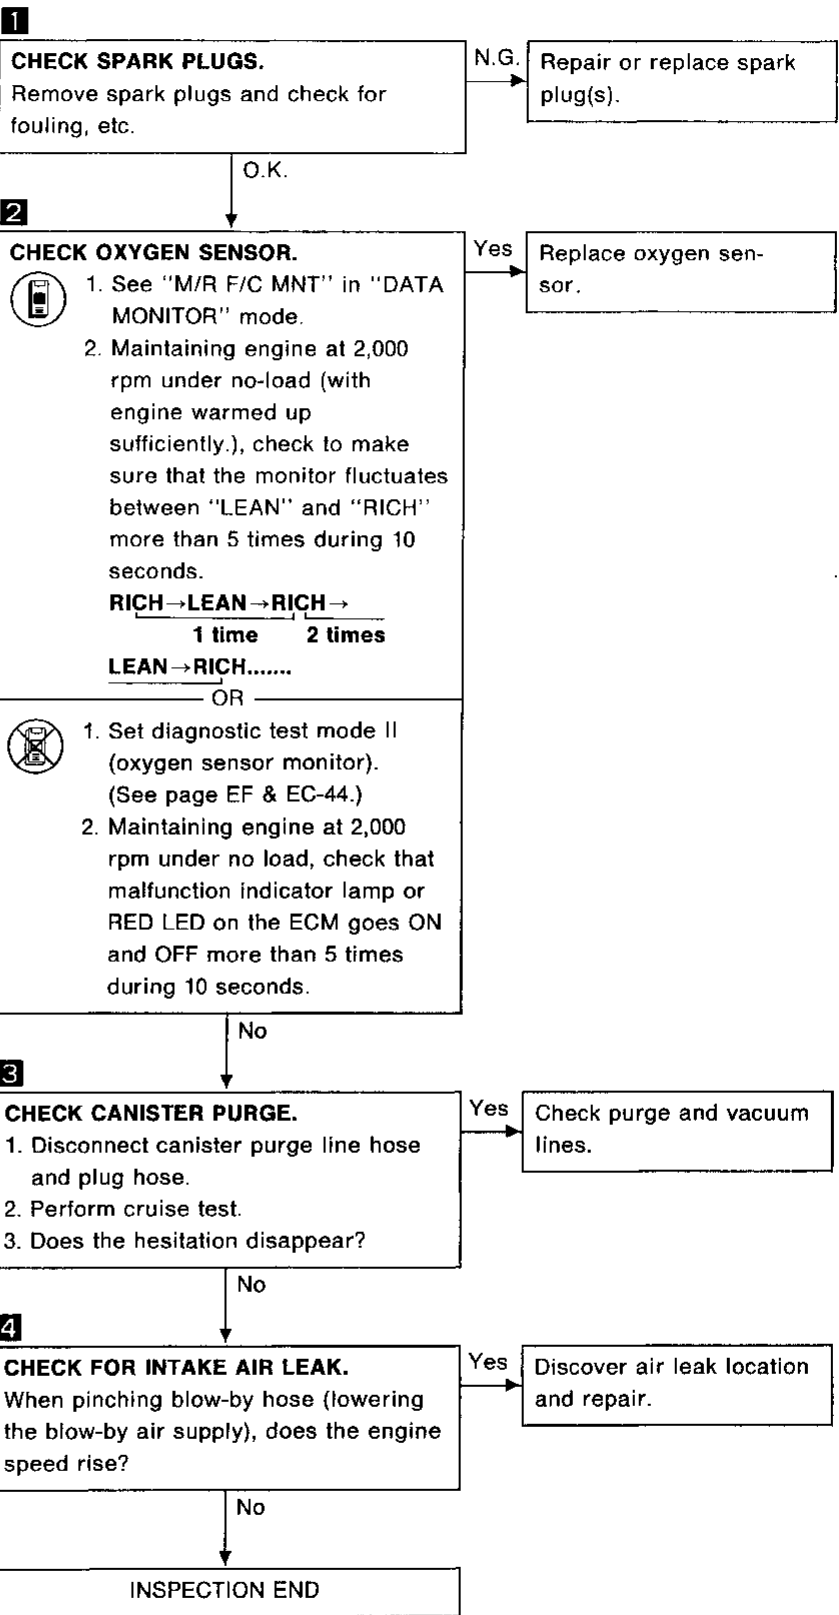 1
CHECK SPARK PLUGS.
Remove spark plugs and check for
fouling, etc.
N.G.
Repair or replace spark
plug(s).
O.K.
2
CHECK OXYGEN SENSOR.
1. See "M/R F/C MNT" in "DATA
MONITOR" mode.
2. Maintaining engine at 2,000
rpm under no-load (with
engine warmed up
sufficiently.), check to make
sure that the monitor fluctuates
between "LEAN" and "RICH"
more than 5 times during 10
seconds.
RICH→LEAN→RICH→
1 time 2 times
LEAN→RICH.......
OR
1. Set diagnostic test mode II
(oxygen sensor monitor).
(See page EF & EC-44.)
2. Maintaining engine at 2,000
rpm under no load, check that
malfunction indicator lamp or
RED LED on the ECM goes ON
and OFF more than 5 times
during 10 seconds.
Yes
Replace oxygen sen-
sor.
No
3
CHECK CANISTER PURGE.
1. Disconnect canister purge line hose
and plug hose.
2. Perform cruise test.
3. Does the hesitation disappear?
Yes
Check purge and vacuum
lines.
No
4
CHECK FOR INTAKE AIR LEAK.
When pinching blow-by hose (lowering
the blow-by air supply), does the engine
speed rise?
Yes
Discover air leak location
and repair.
No
INSPECTION END